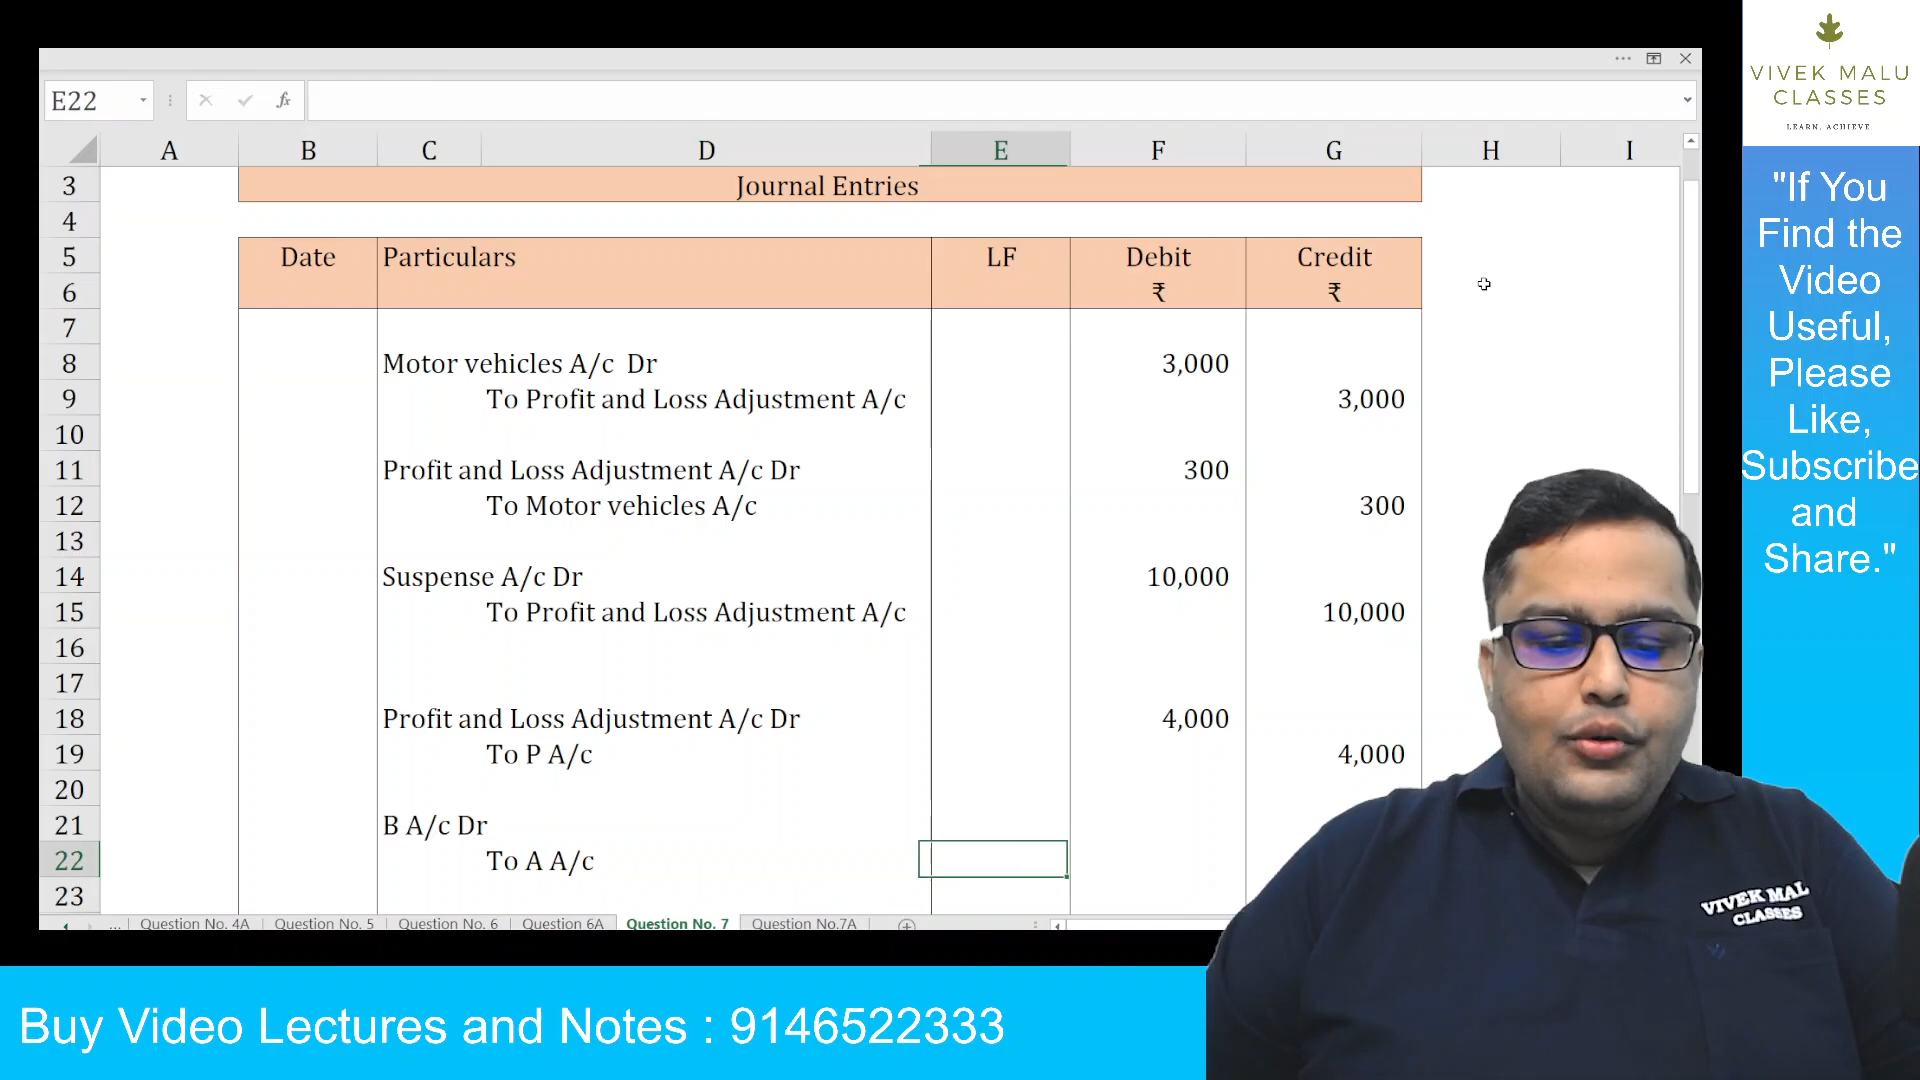 E22
fx
A B C D E F G H I
3 Journal Entries
4
5 Date Particulars LF Debit Credit
6 ₹ ₹
7
8 Motor vehicles A/c Dr 3,000
9 To Profit and Loss Adjustment A/c 3,000
10
11 Profit and Loss Adjustment A/c Dr 300
12 To Motor vehicles A/c 300
13
14 Suspense A/c Dr 10,000
15 To Profit and Loss Adjustment A/c 10,000
16
17
18 Profit and Loss Adjustment A/c Dr 4,000
19 To P A/c 4,000
20
21 B A/c Dr
22 To A A/c
23
... Question No. 4A Question No. 5 Question No. 6 Question 6A Question No. 7 Question No.7A
VIVEK MALU
CLASSES
LEARN. ACHIEVE.
"If You
Find the
Video
Useful,
Please
Like,
Subscribe
and
Share."
VIVEK MAL
CLASSES
Buy Video Lectures and Notes : 9146522333